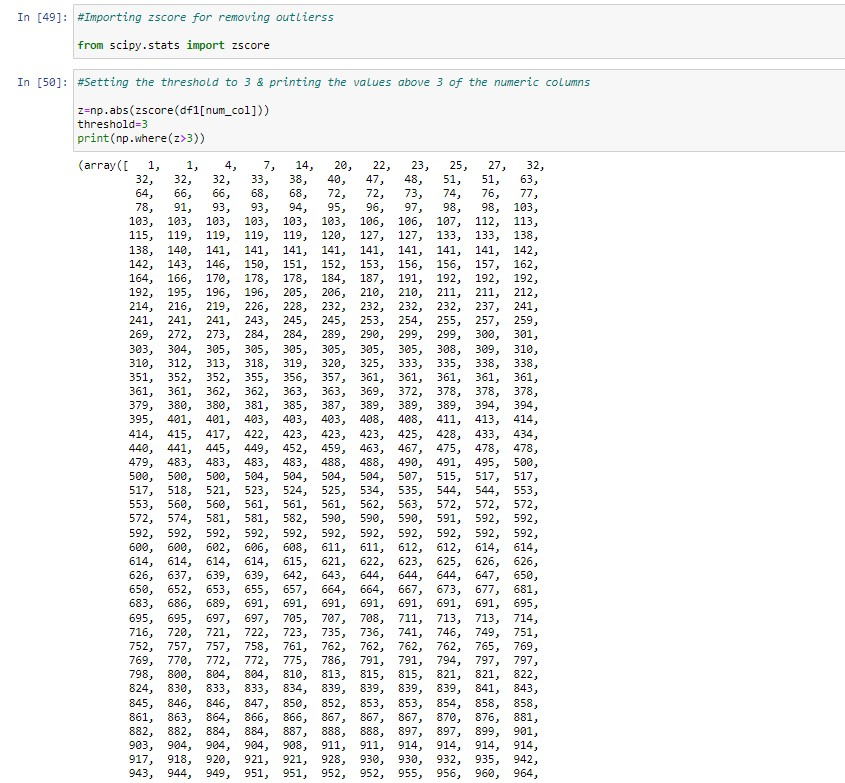 In [49]: #Importing zscore for removing outlierss
from scipy.stats import zscore
In [50]: #Setting the threshold to 3 & printing the values above 3 of the numeric columns
z=np.abs(zscore(df1[num_col]))
threshold=3
print(np.where(z>3))
(array([ 1, 1, 4, 7, 14, 20, 22, 23, 25, 27, 32,
32, 32, 32, 33, 38, 40, 47, 48, 51, 51, 63,
64, 66, 66, 68, 68, 72, 72, 73, 74, 76, 77,
78, 91, 93, 93, 94, 95, 96, 97, 98, 98, 103,
103, 103, 103, 103, 103, 103, 106, 106, 107, 112, 113,
115, 119, 119, 119, 119, 120, 127, 127, 133, 133, 138,
138, 140, 141, 141, 141, 141, 141, 141, 141, 141, 142,
142, 143, 146, 150, 151, 152, 153, 156, 156, 157, 162,
164, 166, 170, 178, 178, 184, 187, 191, 192, 192, 192,
192, 195, 196, 196, 205, 206, 210, 210, 211, 211, 212,
214, 216, 219, 226, 228, 232, 232, 232, 232, 237, 241,
241, 241, 241, 243, 245, 245, 253, 254, 255, 257, 259,
269, 272, 273, 284, 284, 289, 290, 299, 299, 300, 301,
303, 304, 305, 305, 305, 305, 305, 305, 308, 309, 310,
310, 312, 313, 318, 319, 320, 325, 333, 335, 338, 338,
351, 352, 352, 355, 356, 357, 361, 361, 361, 361, 361,
361, 361, 362, 362, 363, 363, 369, 372, 378, 378, 378,
379, 380, 380, 381, 385, 387, 389, 389, 389, 394, 394,
395, 401, 401, 403, 403, 403, 408, 408, 411, 413, 414,
414, 415, 417, 422, 423, 423, 423, 425, 428, 433, 434,
440, 441, 445, 449, 452, 459, 463, 467, 475, 478, 478,
479, 483, 483, 483, 483, 488, 488, 490, 491, 495, 500,
500, 500, 500, 504, 504, 504, 504, 507, 515, 517, 517,
517, 518, 521, 523, 524, 525, 534, 535, 544, 544, 553,
553, 560, 560, 561, 561, 561, 562, 563, 572, 572, 572,
572, 574, 581, 581, 582, 590, 590, 590, 591, 592, 592,
592, 592, 592, 592, 592, 592, 592, 592, 592, 592, 592,
600, 600, 602, 606, 608, 611, 611, 612, 612, 614, 614,
614, 614, 614, 614, 615, 621, 622, 623, 625, 626, 626,
626, 637, 639, 639, 642, 643, 644, 644, 644, 647, 650,
650, 652, 653, 655, 657, 664, 664, 667, 673, 677, 681,
683, 686, 689, 691, 691, 691, 691, 691, 691, 691, 695,
695, 695, 697, 697, 705, 707, 708, 711, 713, 713, 714,
716, 720, 721, 722, 723, 735, 736, 741, 746, 749, 751,
752, 757, 757, 758, 761, 762, 762, 762, 762, 765, 769,
769, 770, 772, 772, 775, 786, 791, 791, 794, 797, 797,
798, 800, 804, 804, 810, 813, 815, 815, 821, 821, 822,
824, 830, 833, 833, 834, 839, 839, 839, 839, 841, 843,
845, 846, 846, 847, 850, 852, 853, 853, 854, 858, 858,
861, 863, 864, 866, 866, 867, 867, 867, 870, 876, 881,
882, 882, 884, 884, 887, 888, 888, 897, 897, 899, 901,
903, 904, 904, 904, 908, 911, 911, 914, 914, 914, 914,
917, 918, 920, 921, 921, 928, 930, 930, 932, 935, 942,
943, 944, 949, 951, 951, 952, 952, 955, 956, 960, 964,